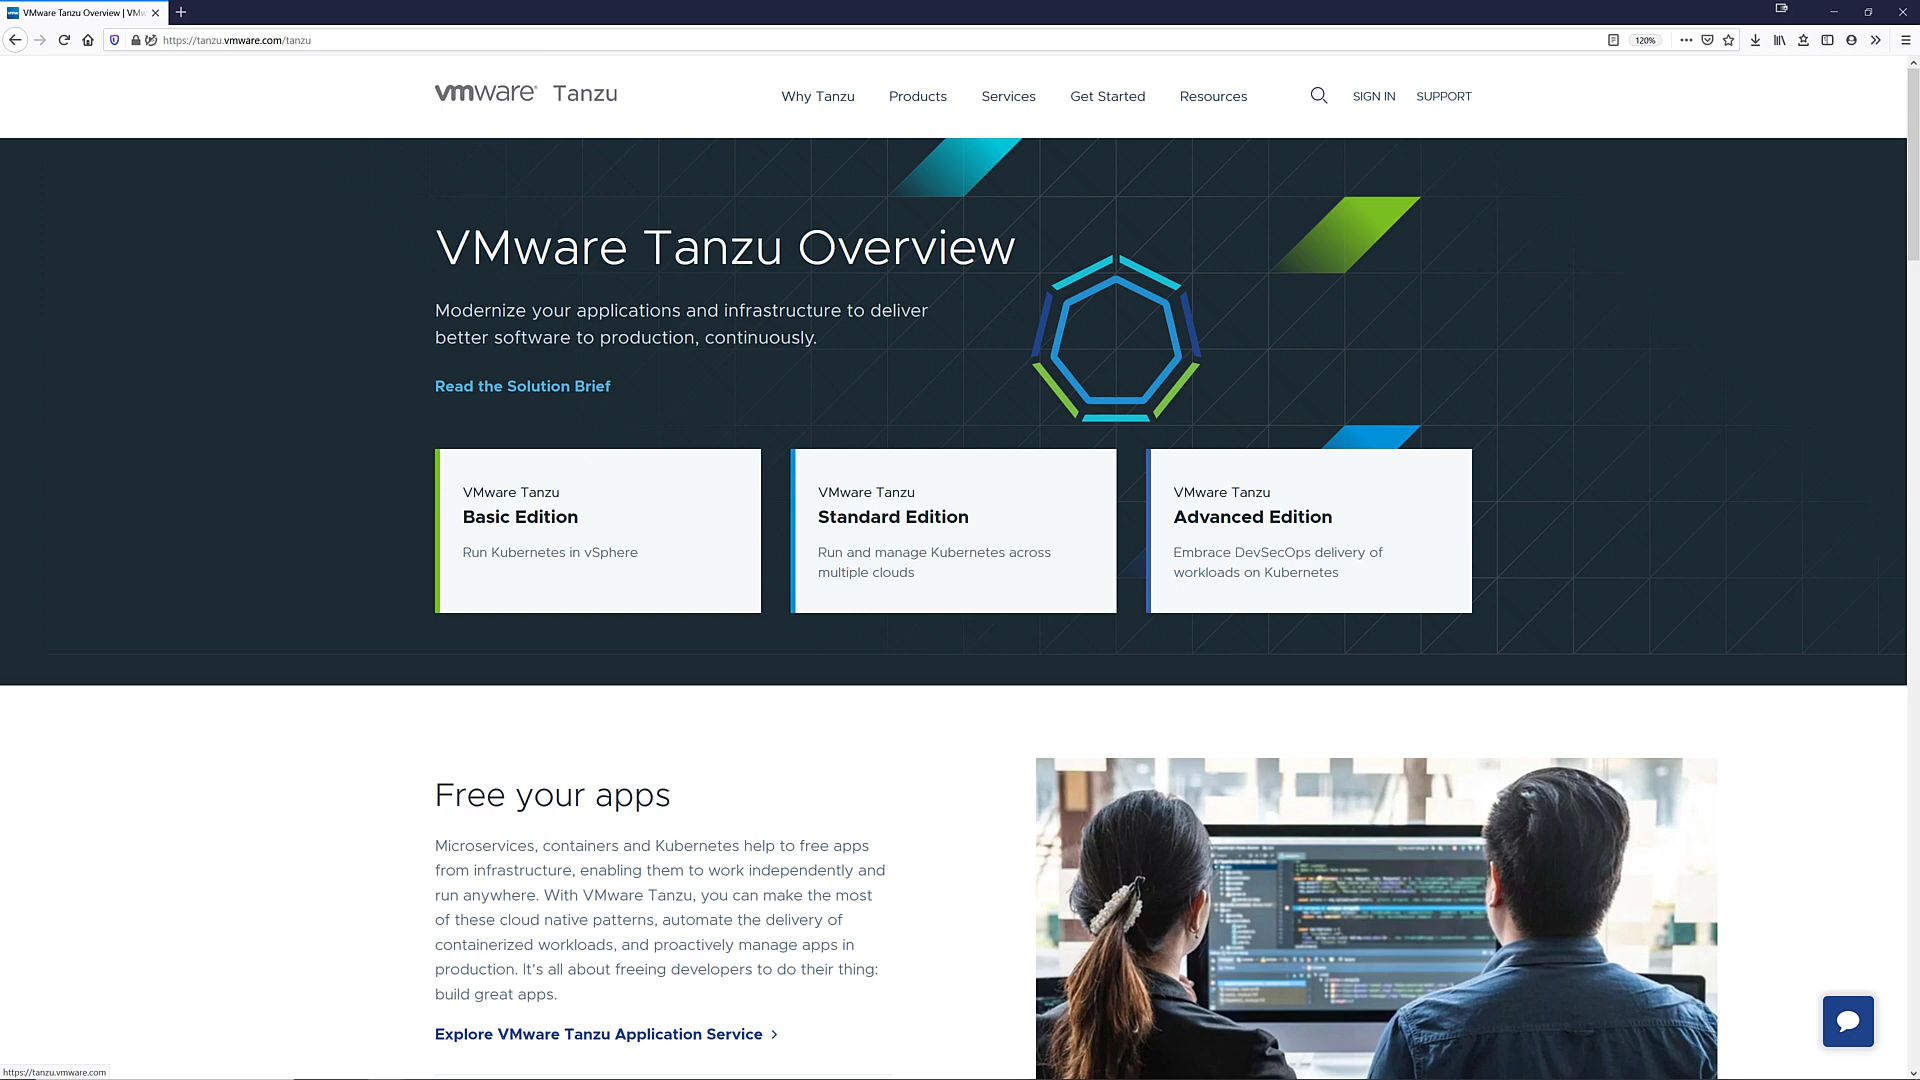 VMware Tanzu Overview | VMw
https://tanzu.vmware.com/tanzu
120%
vmware Tanzu
Why Tanzu
Products
Services
Get Started
Resources
SIGN IN
SUPPORT
VMware Tanzu Overview
Modernize your applications and infrastructure to deliver
better software to production, continuously.
Read the Solution Brief
VMware Tanzu
Basic Edition
Run Kubernetes in vSphere
VMware Tanzu
Standard Edition
Run and manage Kubernetes across
multiple clouds
VMware Tanzu
Advanced Edition
Embrace DevSecOps delivery of
workloads on Kubernetes
Free your apps
Microservices, containers and Kubernetes help to free apps
from infrastructure, enabling them to work independently and
run anywhere. With VMware Tanzu, you can make the most
of these cloud native patterns, automate the delivery of
containerized workloads, and proactively manage apps in
production. It's all about freeing developers to do their thing:
build great apps.
Explore VMware Tanzu Application Service
https://tanzu.vmware.com